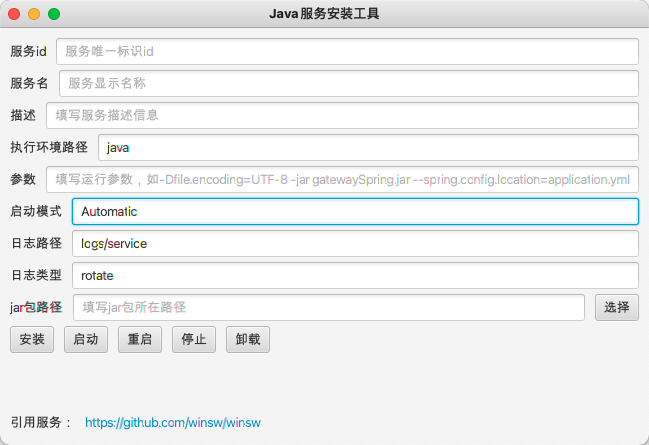 Java服务安装工具
服务id 服务唯一标识id
服务名 服务显示名称
描述 填写服务描述信息
执行环境路径 java
参数 填写运行参数，如-Dfile.encoding=UTF-8 -jar gatewaySpring.jar --spring.config.location=application.yml
启动模式 Automatic
日志路径 logs/service
日志类型 rotate
jar包路径 填写jar包所在路径 选择
安装 启动 重启 停止 卸载
引用服务： https://github.com/winsw/winsw